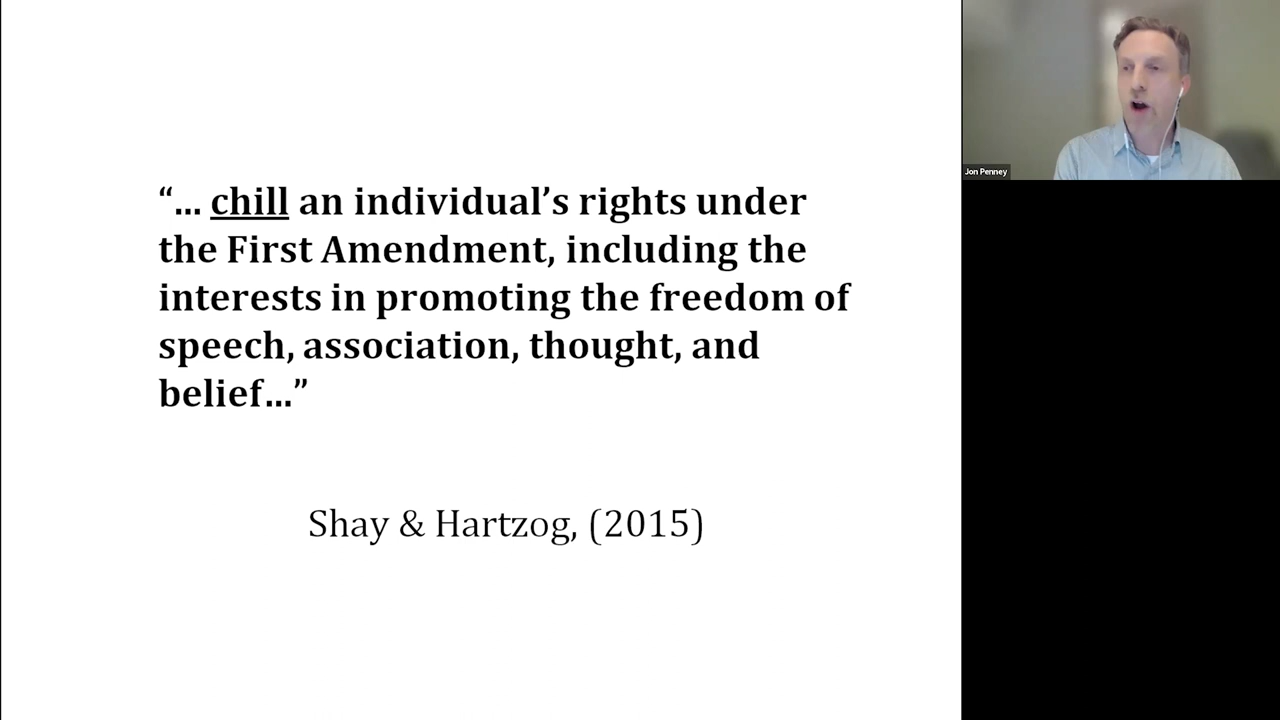 “… chill an individual’s rights under
the First Amendment, including the
interests in promoting the freedom of
speech, association, thought, and
belief…”
Shay & Hartzog, (2015)
Jon Penney